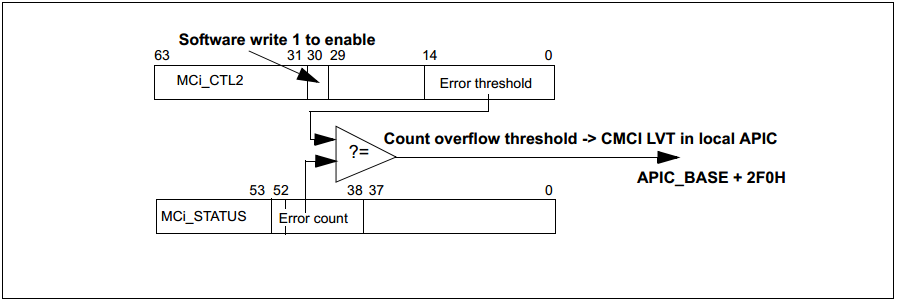 Software write 1 to enable
63 31 30 29 14 0
MCi_CTL2 Error threshold
?= Count overflow threshold -> CMCI LVT in local APIC
APIC_BASE + 2F0H
53 52 38 37 0
MCi_STATUS Error count